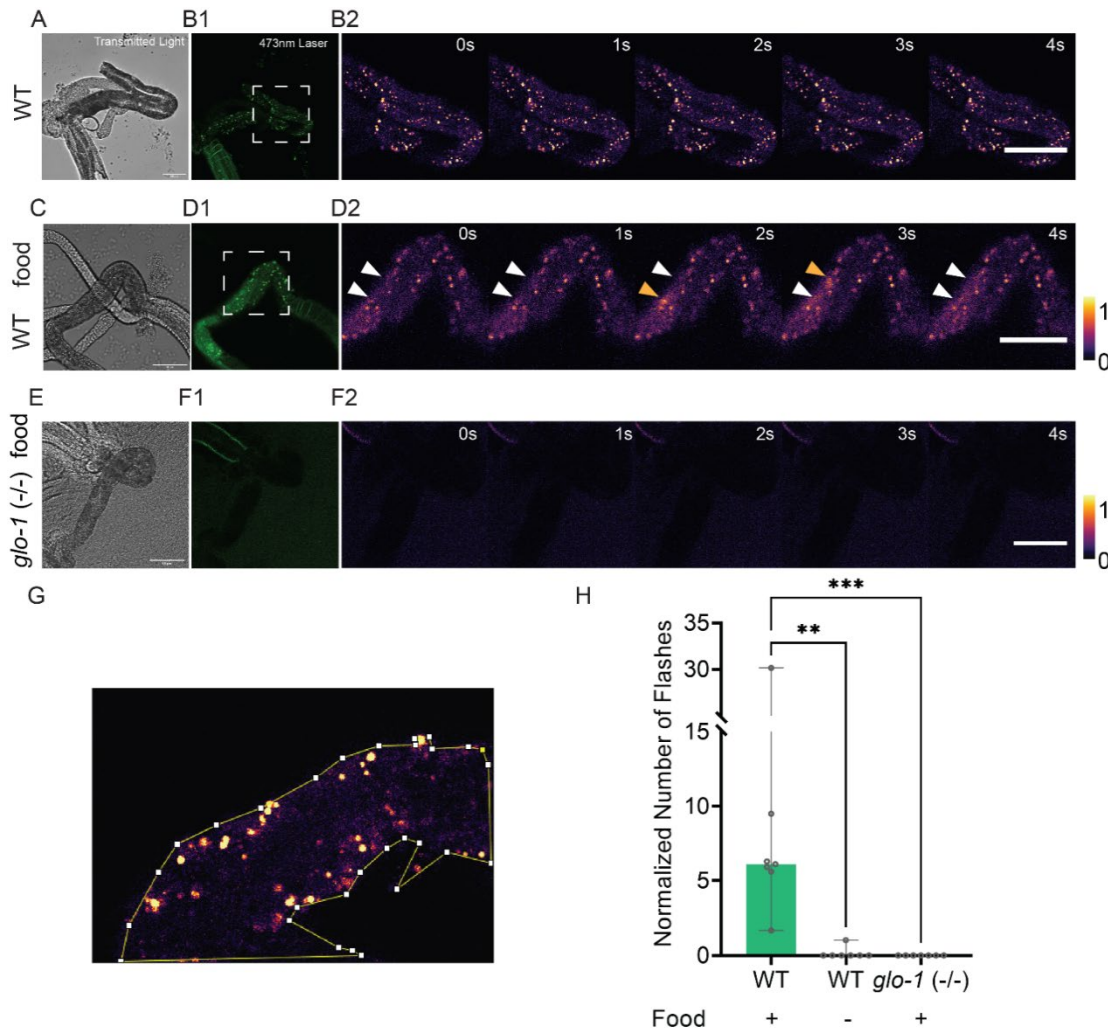 A
B1
B2
Transmitted Light
473nm Laser
0s
1s
2s
3s
4s
WT
C
D1
D2
0s
1s
2s
3s
4s
WT food
1
0
E
F1
F2
0s
1s
2s
3s
4s
glo-1 (-/-) food
1
0
G
H
***
**
Normalized Number of Flashes
35
30
15
10
5
0
WT
WT
glo-1 (-/-)
Food
+
-
+